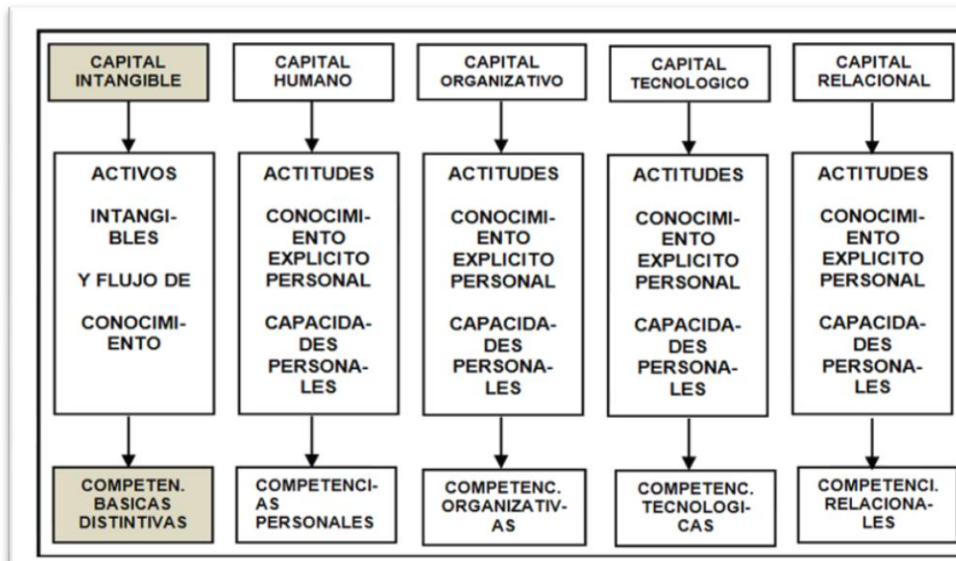 CAPITAL
INTANGIBLE
CAPITAL
HUMANO
CAPITAL
ORGANIZATIVO
CAPITAL
TECNOLOGICO
CAPITAL
RELACIONAL
ACTIVOS
INTANGI-
BLES
Y FLUJO DE
CONOCIMI-
ENTO
ACTITUDES
CONOCIMI-
ENTO
EXPLICITO
PERSONAL
CAPACIDA-
DES
PERSONA-
LES
ACTITUDES
CONOCIMI-
ENTO
EXPLICITO
PERSONAL
CAPACIDA-
DES
PERSONA-
LES
ACTITUDES
CONOCIMI-
ENTO
EXPLICITO
PERSONAL
CAPACIDA-
DES
PERSONA-
LES
ACTITUDES
CONOCIMI-
ENTO
EXPLICITO
PERSONAL
CAPACIDA-
DES
PERSONA-
LES
COMPETEN.
BASICAS
DISTINTIVAS
COMPETENCI-
AS
PERSONALES
COMPETENC.
ORGANIZATIV-
AS
COMPETENC.
TECNOLOGI-
CAS
COMPETENCI.
RELACIONA-
LES